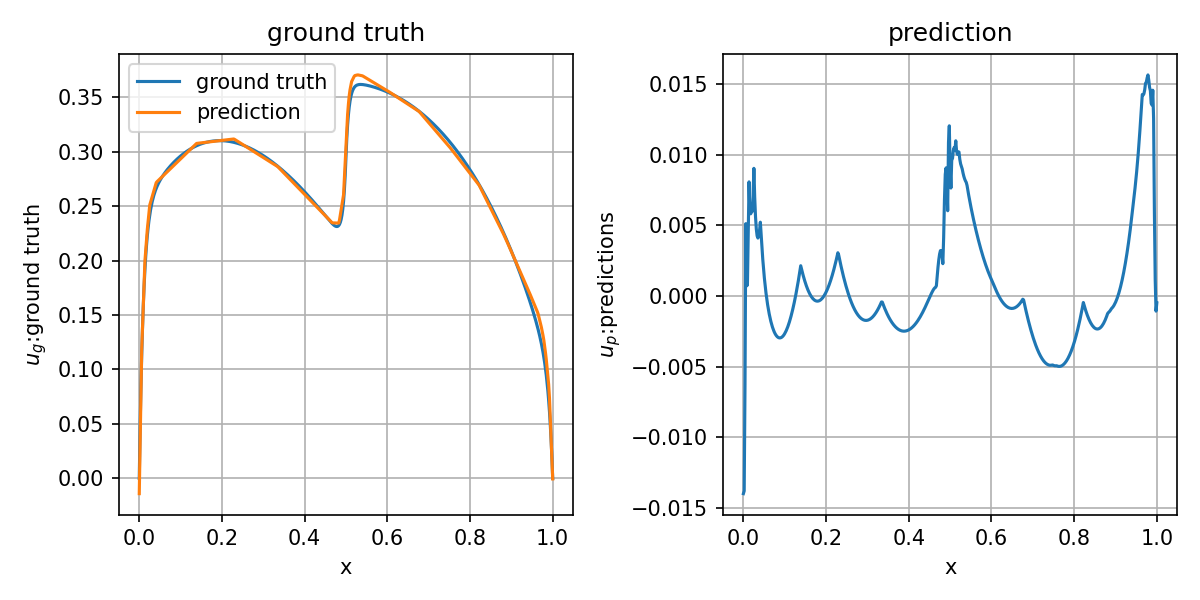 ground truth
ground truth
prediction
0.35
0.30
0.25
0.20
0.15
0.10
0.05
0.00
u_g:ground truth
0.0 0.2 0.4 0.6 0.8 1.0
x
prediction
0.015
0.010
0.005
0.000
−0.005
−0.010
−0.015
u_p:predictions
0.0 0.2 0.4 0.6 0.8 1.0
x